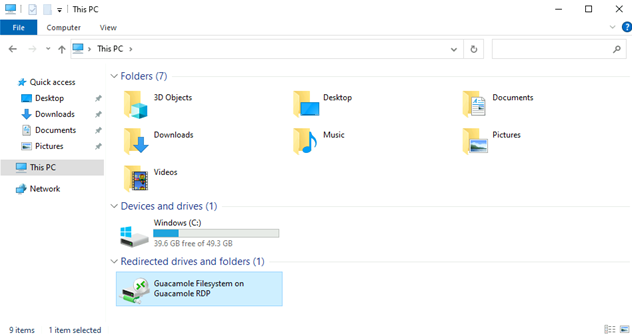 This PC
File
Computer
View
This PC
Quick access
Desktop
Downloads
Documents
Pictures
This PC
Network
Folders (7)
3D Objects
Desktop
Documents
Downloads
Music
Pictures
Videos
Devices and drives (1)
Windows (C:)
39.6 GB free of 49.3 GB
Redirected drives and folders (1)
Guacamole Filesystem on
Guacamole RDP
9 items
1 item selected